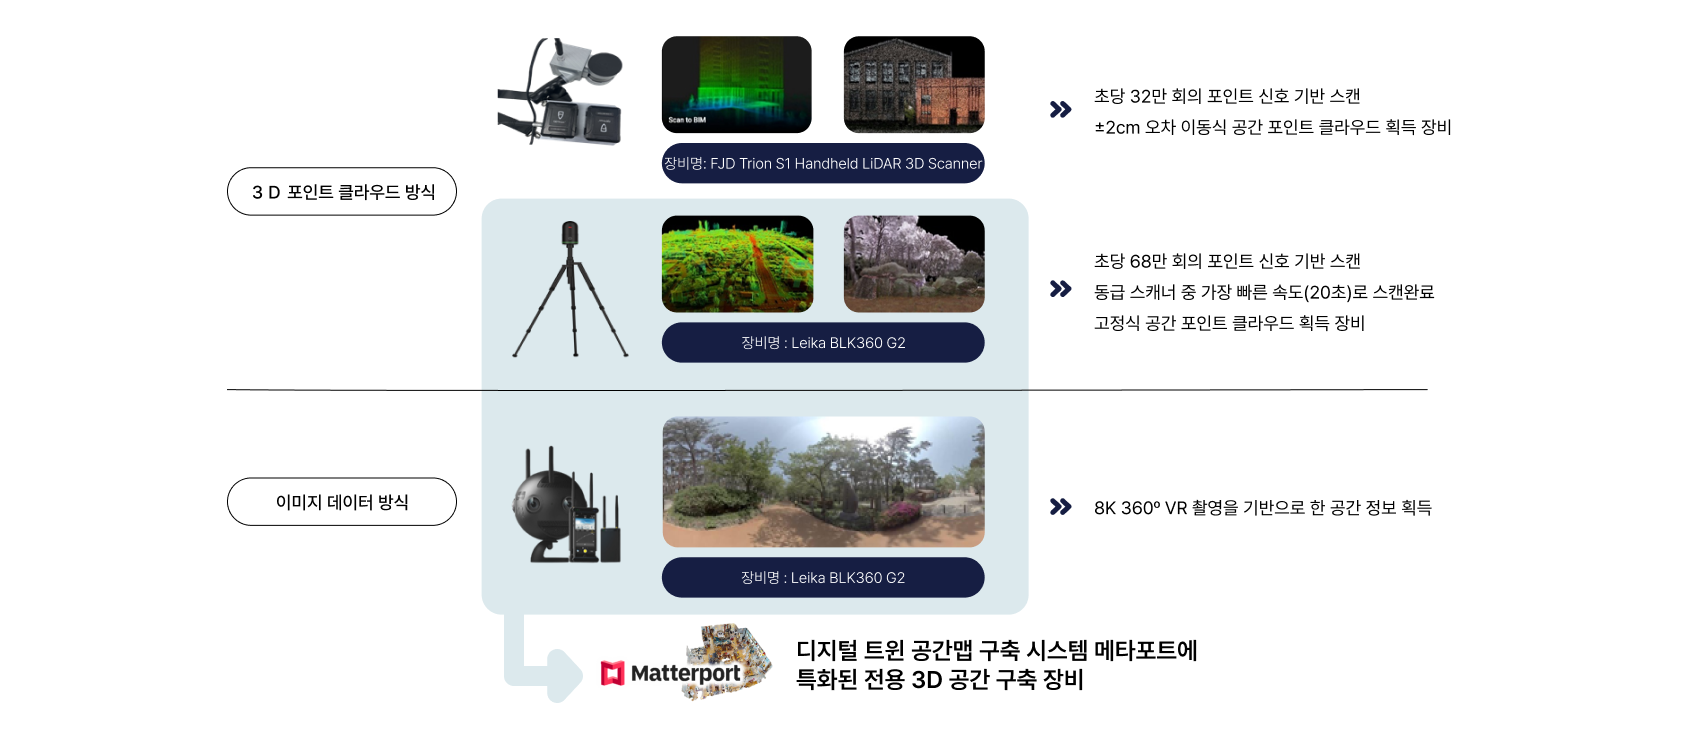 Scan to BIM
초당 32만 회의 포인트 신호 기반 스캔
±2cm 오차 이동식 공간 포인트 클라우드 획득 장비
장비명: FJD Trion S1 Handheld LiDAR 3D Scanner
3 D 포인트 클라우드 방식
초당 68만 회의 포인트 신호 기반 스캔
동급 스캐너 중 가장 빠른 속도(20초)로 스캔완료
고정식 공간 포인트 클라우드 획득 장비
장비명 : Leika BLK360 G2
이미지 데이터 방식
8K 360º VR 촬영을 기반으로 한 공간 정보 획득
장비명 : Leika BLK360 G2
Matterport
디지털 트윈 공간맵 구축 시스템 메타포트에
특화된 전용 3D 공간 구축 장비